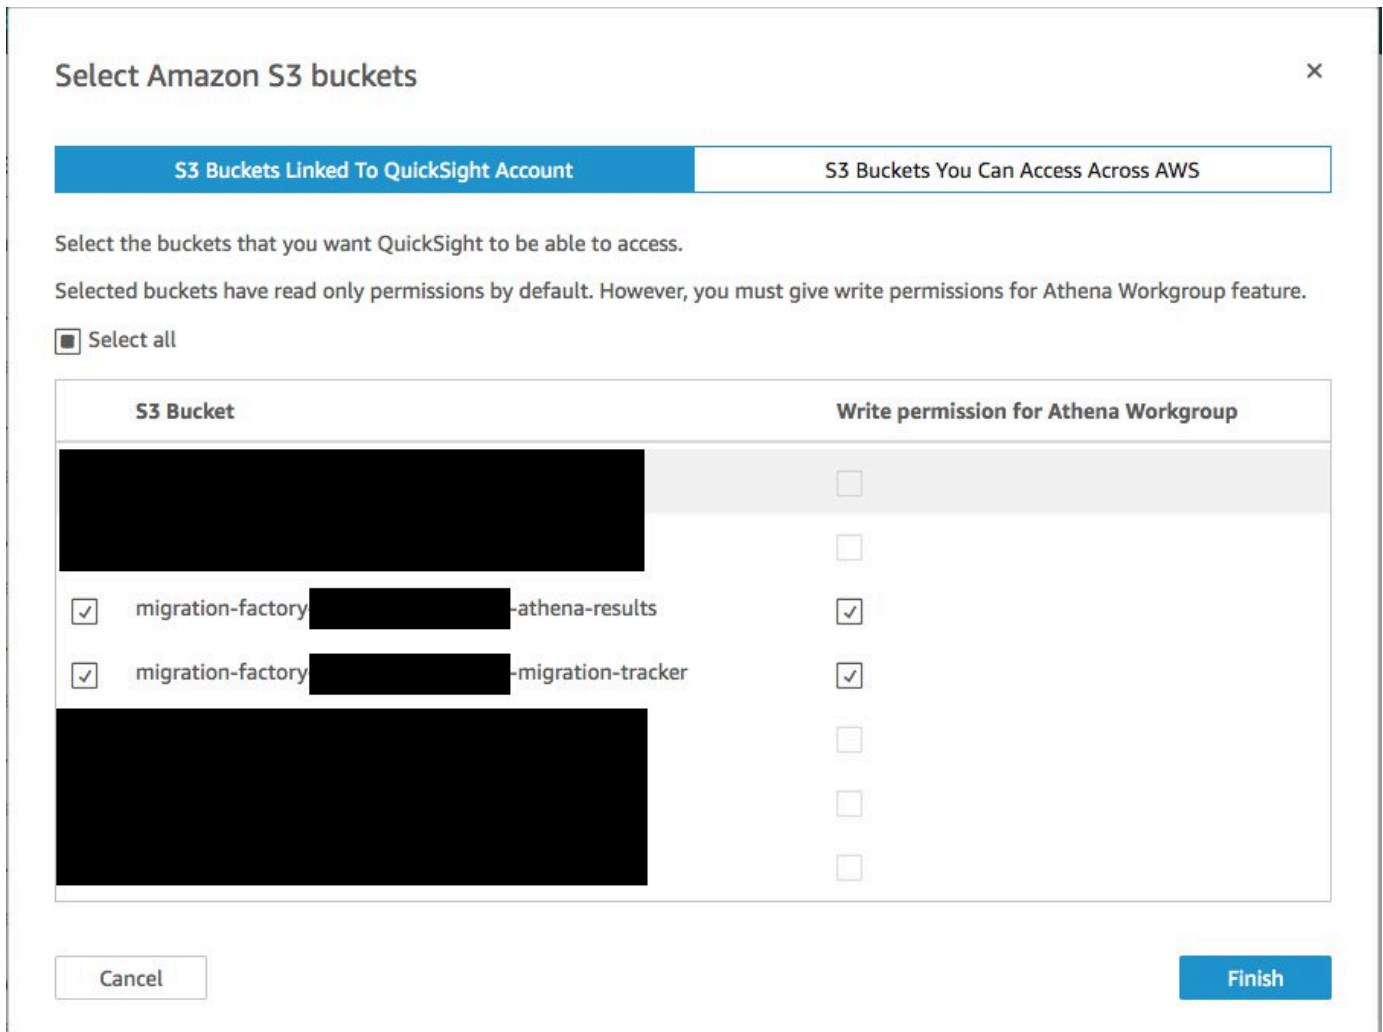 Select Amazon S3 buckets
S3 Buckets Linked To QuickSight Account
S3 Buckets You Can Access Across AWS
Select the buckets that you want QuickSight to be able to access.
Selected buckets have read only permissions by default. However, you must give write permissions for Athena Workgroup feature.
Select all
S3 Bucket
Write permission for Athena Workgroup
migration-factory- -athena-results
migration-factory- -migration-tracker
Cancel
Finish